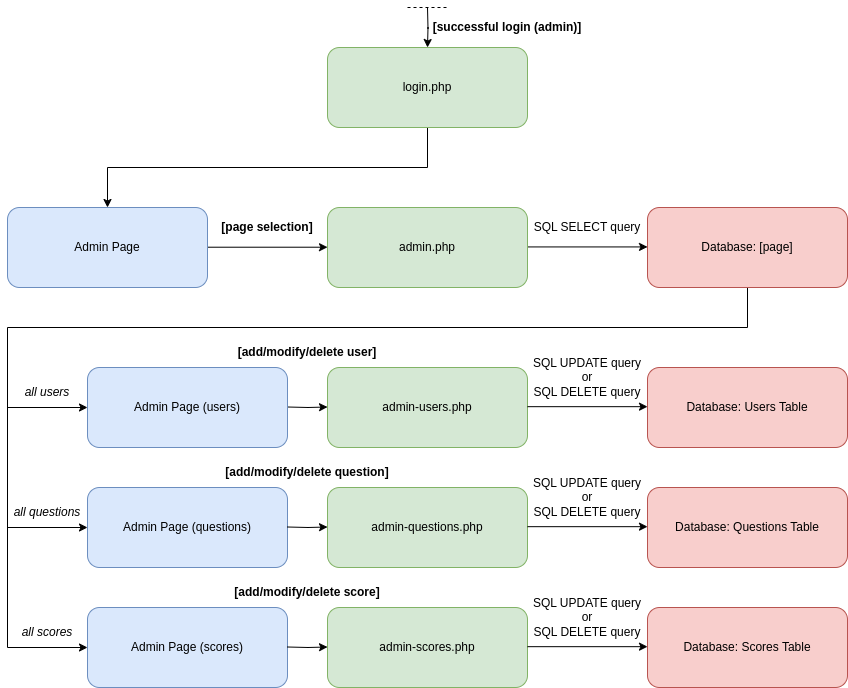 [successful login (admin)]
login.php
Admin Page
[page selection]
admin.php
SQL SELECT query
Database: [page]
[add/modify/delete user]
all users
Admin Page (users)
admin-users.php
SQL UPDATE query
or
SQL DELETE query
Database: Users Table
[add/modify/delete question]
all questions
Admin Page (questions)
admin-questions.php
SQL UPDATE query
or
SQL DELETE query
Database: Questions Table
[add/modify/delete score]
all scores
Admin Page (scores)
admin-scores.php
SQL UPDATE query
or
SQL DELETE query
Database: Scores Table